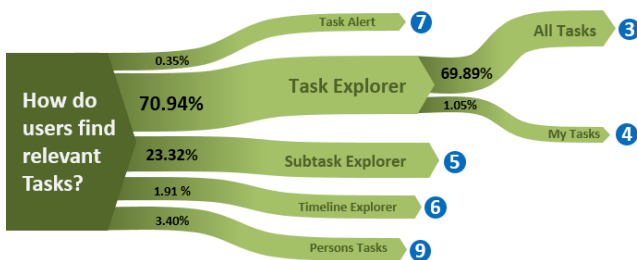 How do
users find
relevant
Tasks?
0.35%
Task Alert
7
70.94%
Task Explorer
69.89%
All Tasks
3
1.05%
My Tasks
4
23.32%
Subtask Explorer
5
1.91 %
Timeline Explorer
6
3.40%
Persons Tasks
9